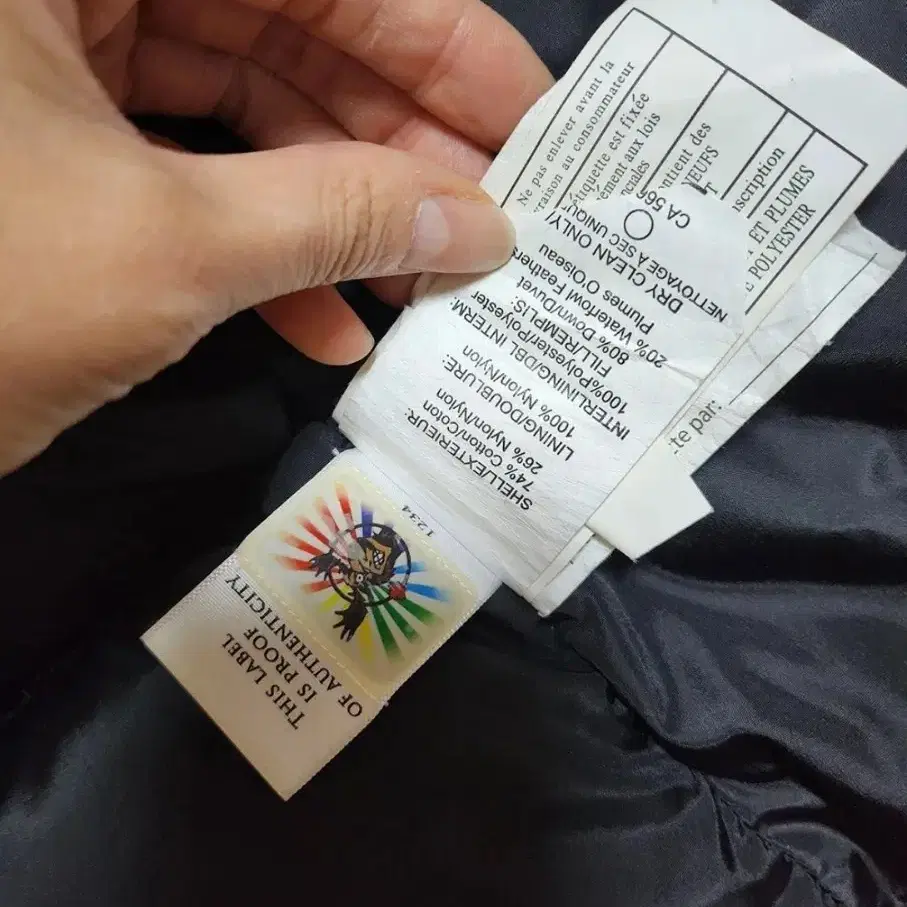 Ne pas enlever avant la
raison au consommateur
étiquette est fixée
ément aux lois
nciales
ontient des
NEUFS
T
scription
ET PLUMES
POLYESTER
SHELL/EXTERIEUR:
74% Cotton/Coton
26% Nylon/Nylon
LINING/DOUBLURE:
100% Nylon/Nylon
INTERLINING/DBL INTERM:
100%Polyester/Polyester
FILL/REMPLIS:
80% Down/Duvet
20% Waterfowl Feathers
Plumes O'Oiseau
DRY CLEAN ONLY/
NETTOYAGE À SEC UNIQU
CA 56
te par:
1234
THIS LABEL
IS PROOF
OF AUTHENTICITY